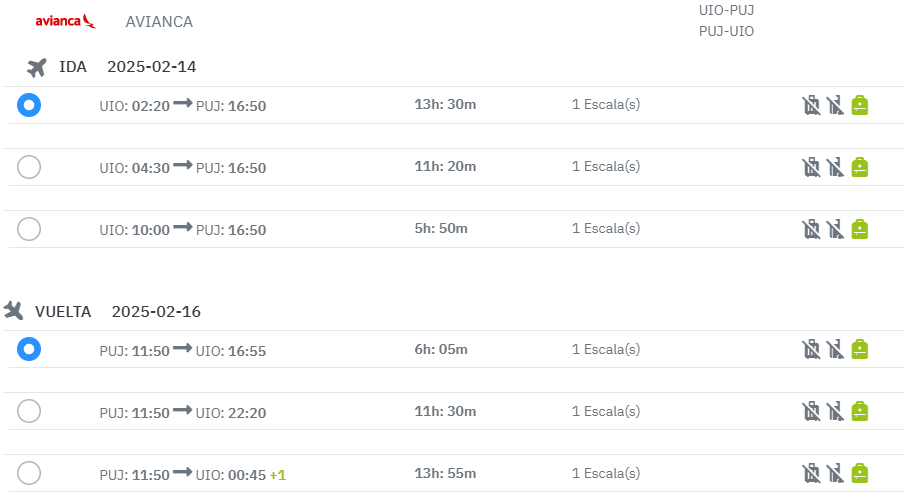 avianca AVIANCA UIO-PUJ
PUJ-UIO
IDA 2025-02-14
UIO: 02:20 PUJ: 16:50 13h: 30m 1 Escala(s)
UIO: 04:30 PUJ: 16:50 11h: 20m 1 Escala(s)
UIO: 10:00 PUJ: 16:50 5h: 50m 1 Escala(s)
VUELTA 2025-02-16
PUJ: 11:50 UIO: 16:55 6h: 05m 1 Escala(s)
PUJ: 11:50 UIO: 22:20 11h: 30m 1 Escala(s)
PUJ: 11:50 UIO: 00:45 +1 13h: 55m 1 Escala(s)